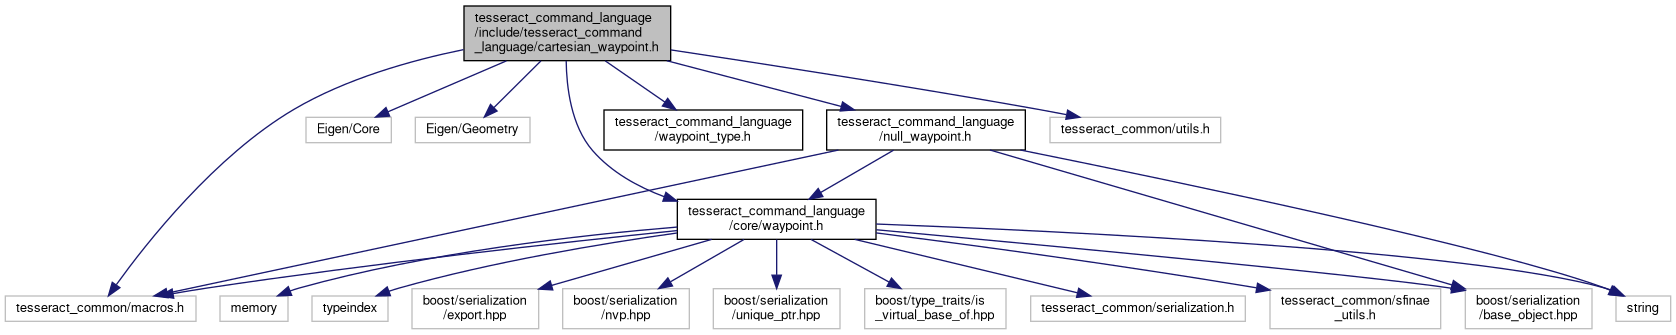 tesseract_command_language
/include/tesseract_command
_language/cartesian_waypoint.h
Eigen/Core
Eigen/Geometry
tesseract_command_language
/waypoint_type.h
tesseract_command_language
/null_waypoint.h
tesseract_common/utils.h
tesseract_command_language
/core/waypoint.h
tesseract_common/macros.h
memory
typeindex
boost/serialization
/export.hpp
boost/serialization
/nvp.hpp
boost/serialization
/unique_ptr.hpp
boost/type_traits/is
_virtual_base_of.hpp
tesseract_common/serialization.h
tesseract_common/sfinae
_utils.h
boost/serialization
/base_object.hpp
string